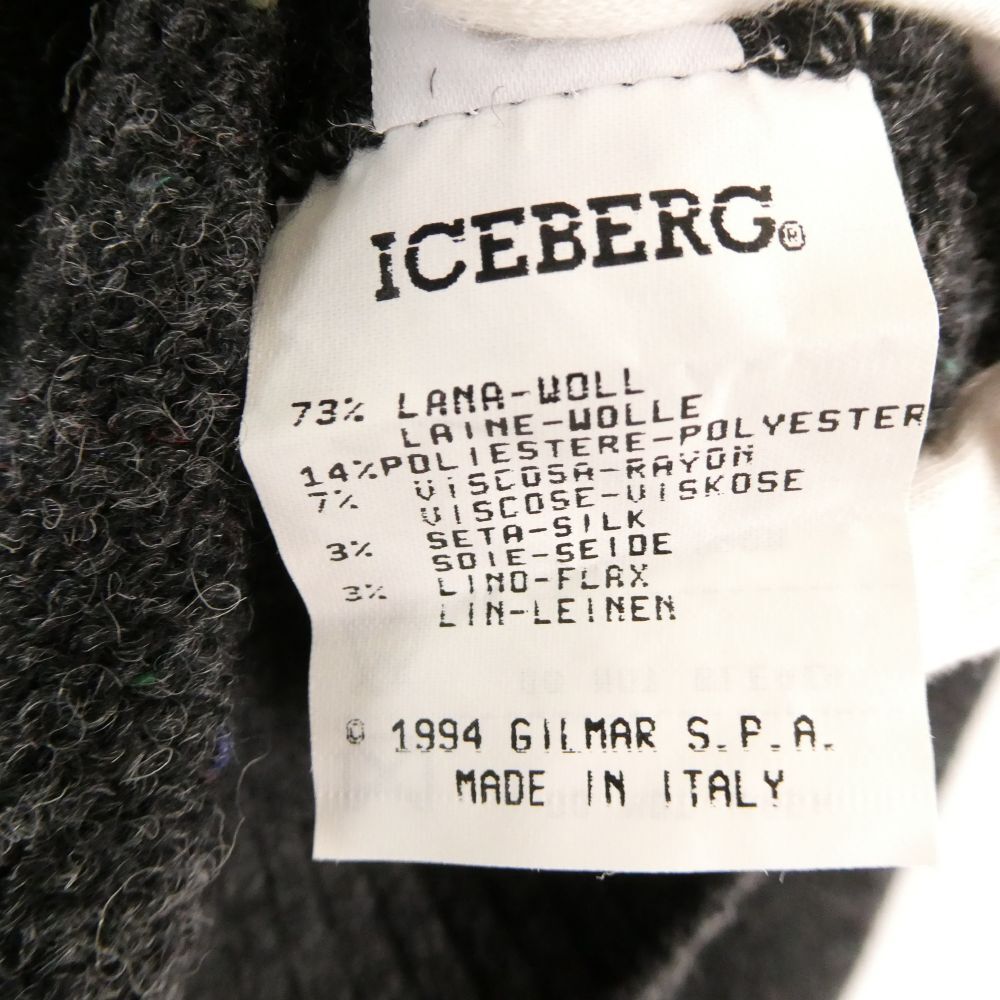 ICEBERG®
73% LANA-WOLL
LAINE-WOLLE
14%POLIESTERE-POLYESTER
7% VISCOSA-RAYON
VISCOSE-VISKOSE
3% SETA-SILK
SOIE-SEIDE
3% LINO-FLAX
LIN-LEINEN
© 1994 GILMAR S.P.A.
MADE IN ITALY